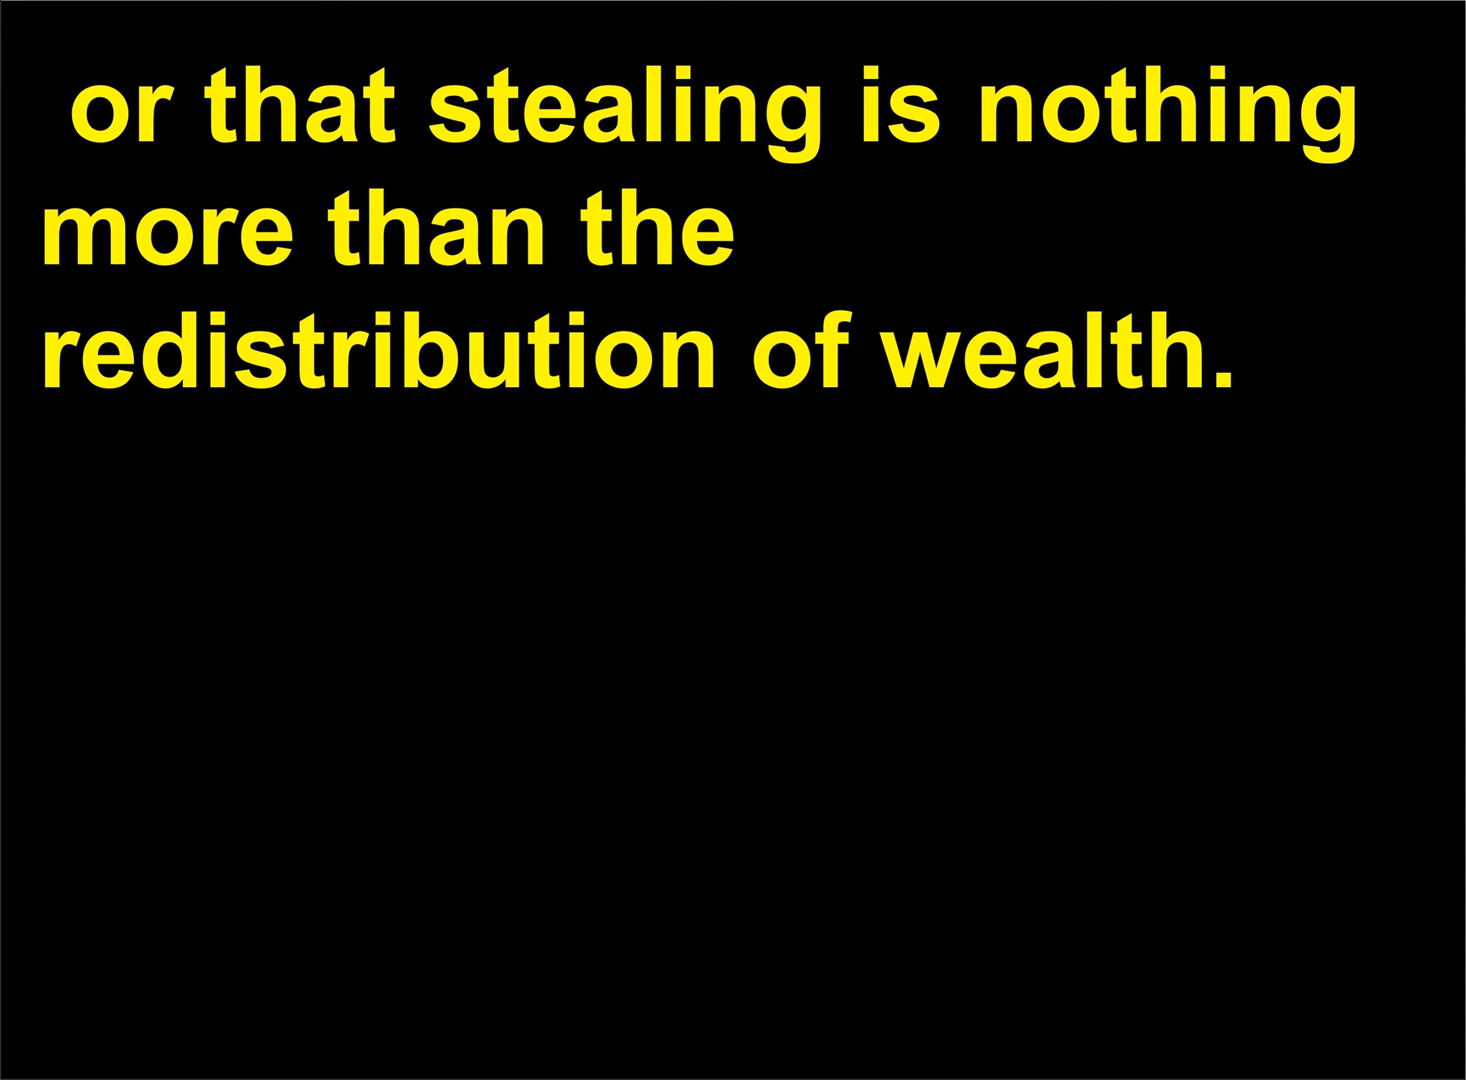 or that stealing is nothing
more than the
redistribution of wealth.